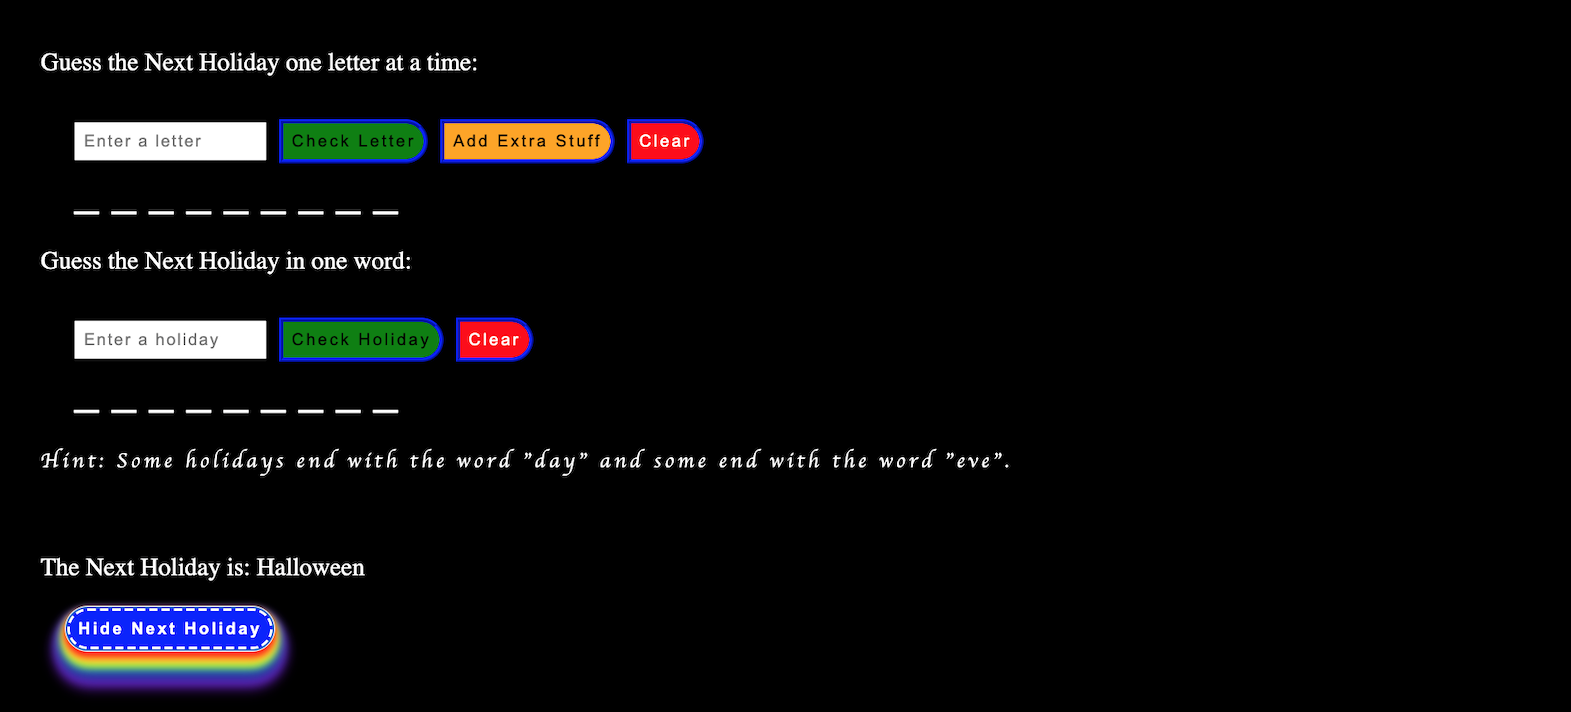 Guess the Next Holiday one letter at a time:
Enter a letter Check Letter Add Extra Stuff Clear
_ _ _ _ _ _ _ _ _
Guess the Next Holiday in one word:
Enter a holiday Check Holiday Clear
_ _ _ _ _ _ _ _ _
Hint: Some holidays end with the word "day" and some end with the word "eve".
The Next Holiday is: Halloween
Hide Next Holiday